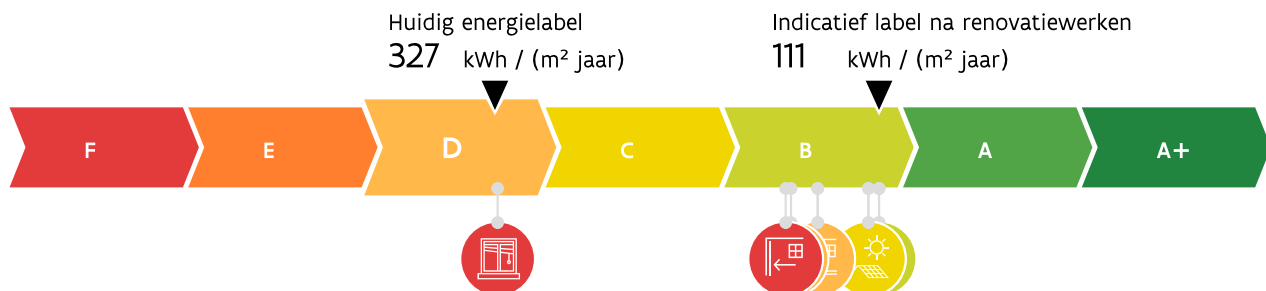 Huidig energielabel
327 kWh / (m² jaar)
Indicatief label na renovatiewerken
111 kWh / (m² jaar)
F E D C B A A+